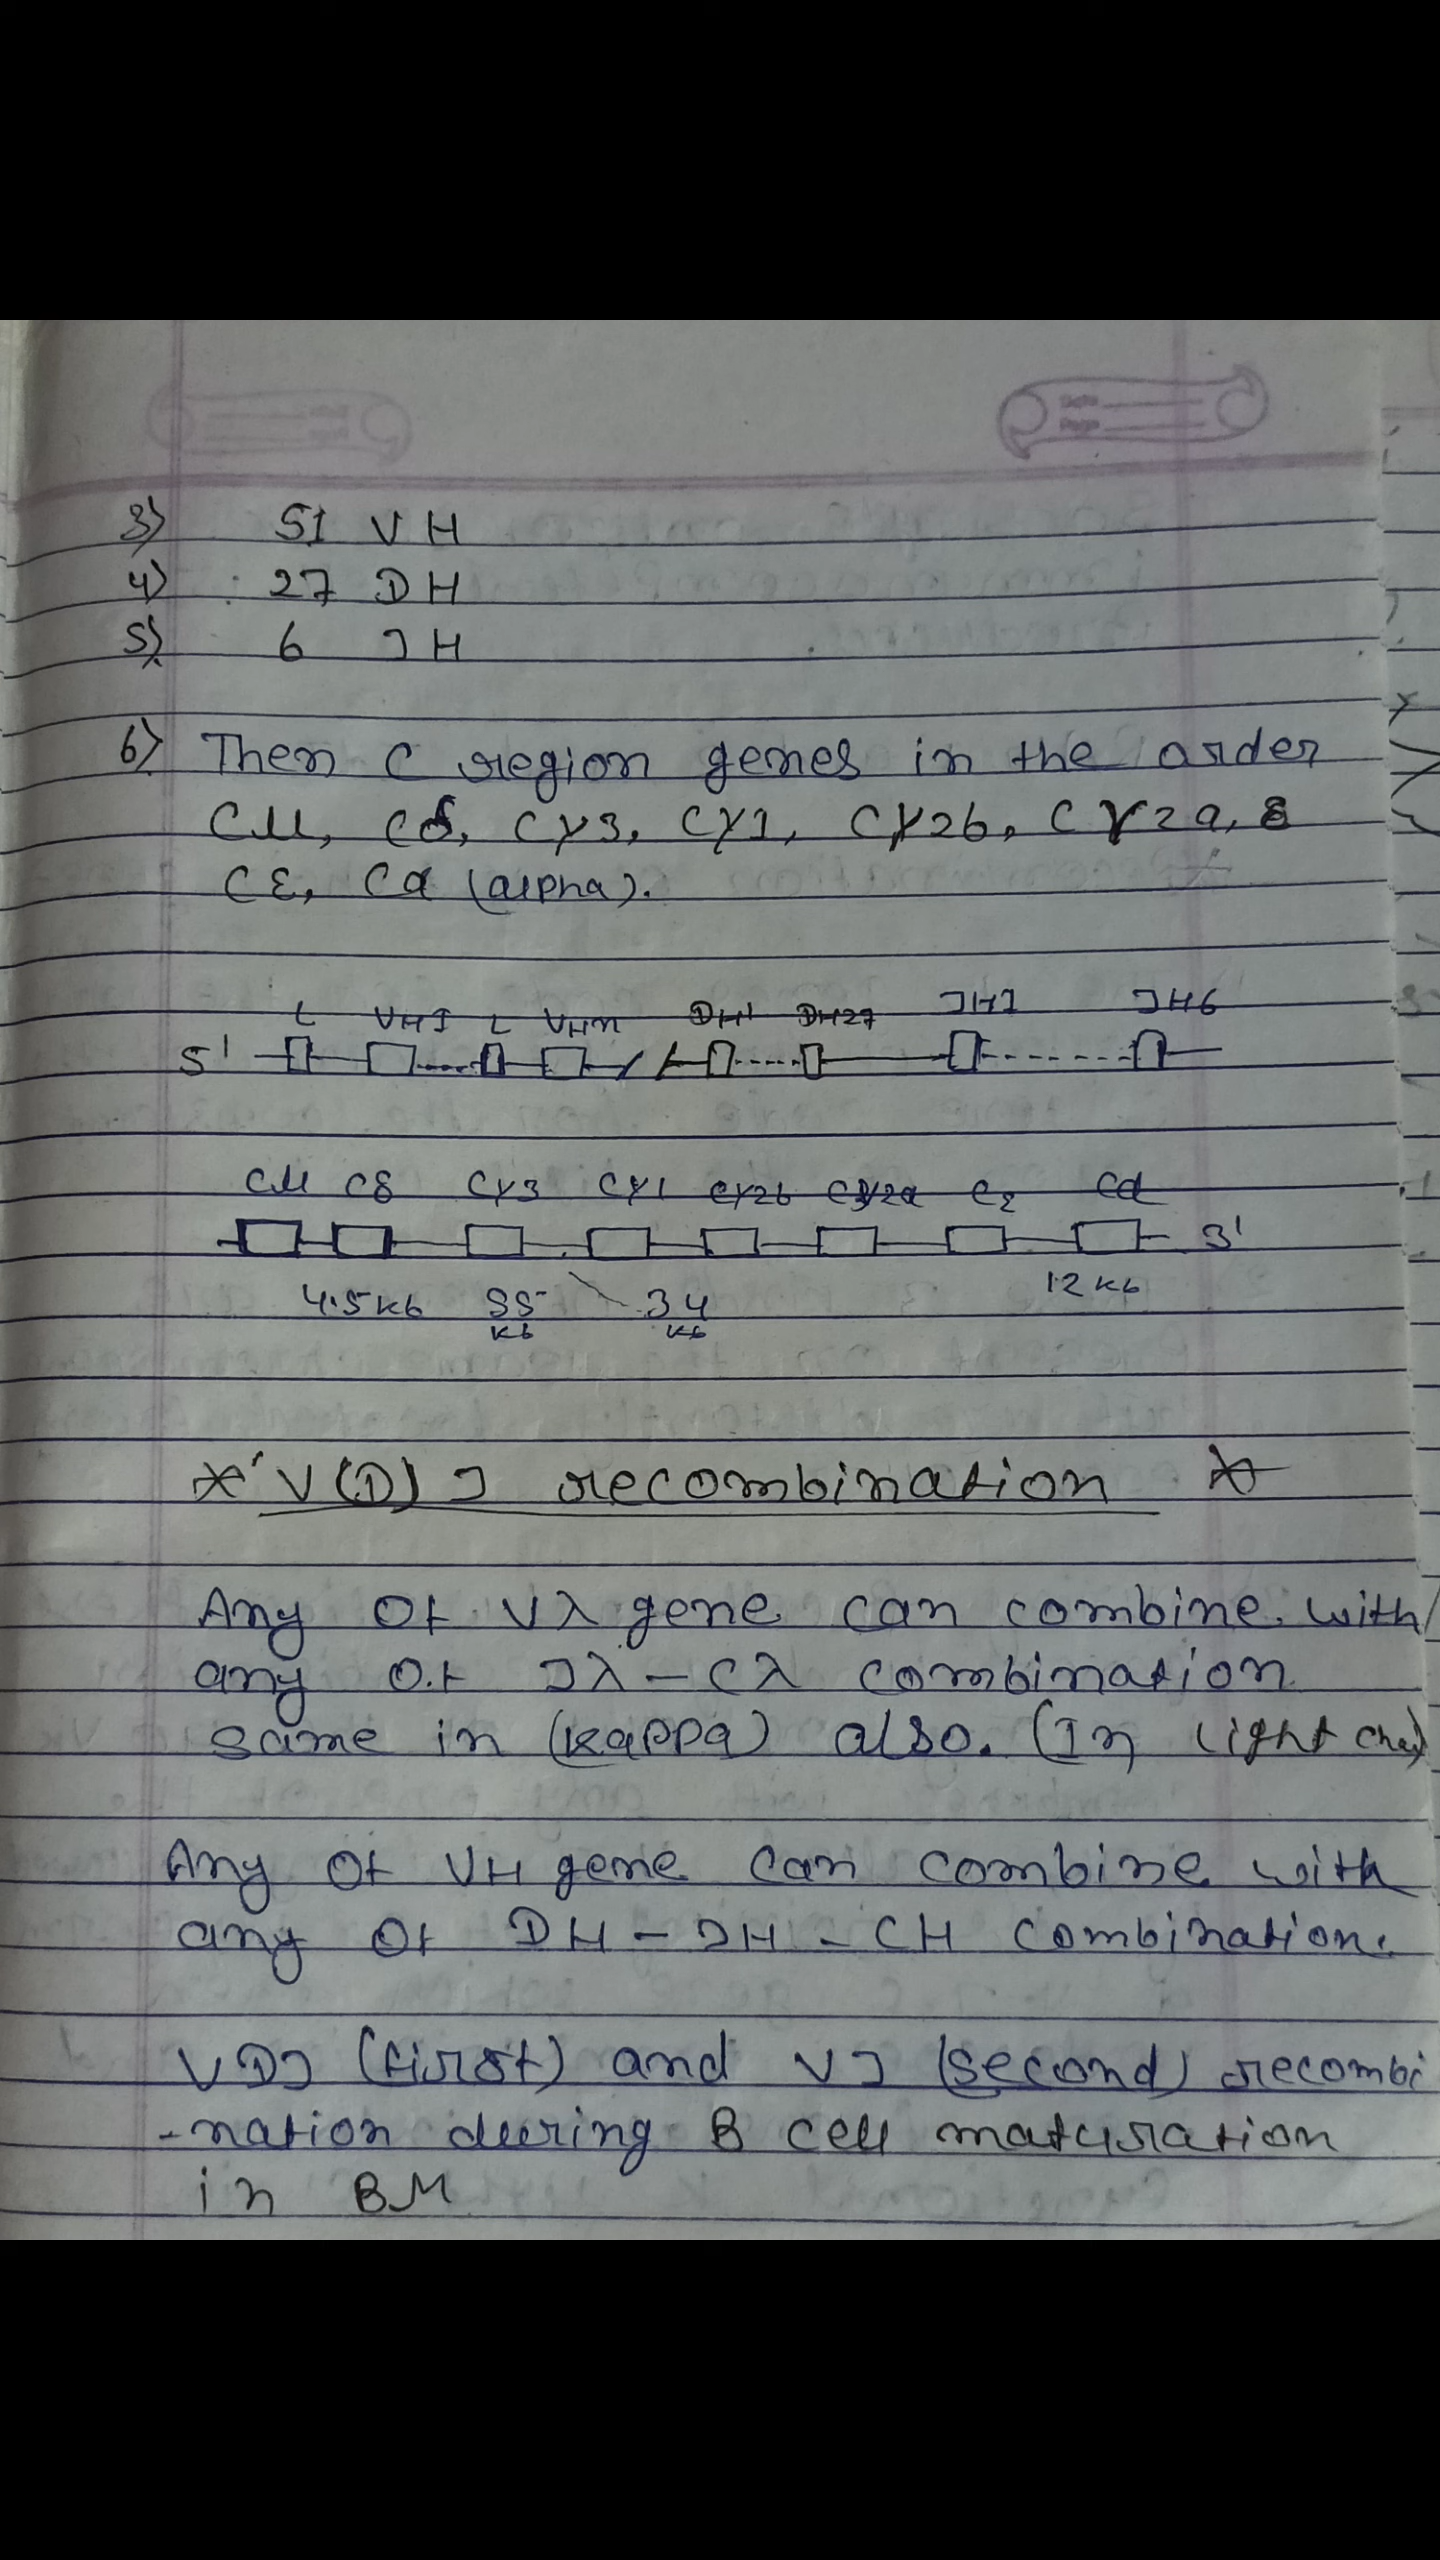 3) 51 VH
4) 27 DH
5) 6 JH
6) Then C region genes in the order
Cμ, Cδ, Cγ3, Cγ1, Cγ2b, Cγ2a, &
Cε, Cα (alpha).
L VH1 L VHn DH1 DH27 JH1 JH6
5'
Cμ Cδ Cγ3 Cγ1 Cγ2b Cγ2a Cε Cα
3'
4.5kb 55 kb 34 kb 12 kb
V(D)J recombination
Any of Vλ gene can combine with
any of Jλ - Cλ combination
same in (kappa) also. (In light
Any of VH gene can combine with
any of DH - JH - CH combination.
VDJ (first) and VJ (second) recombi
-nation during B cell maturation
in BM